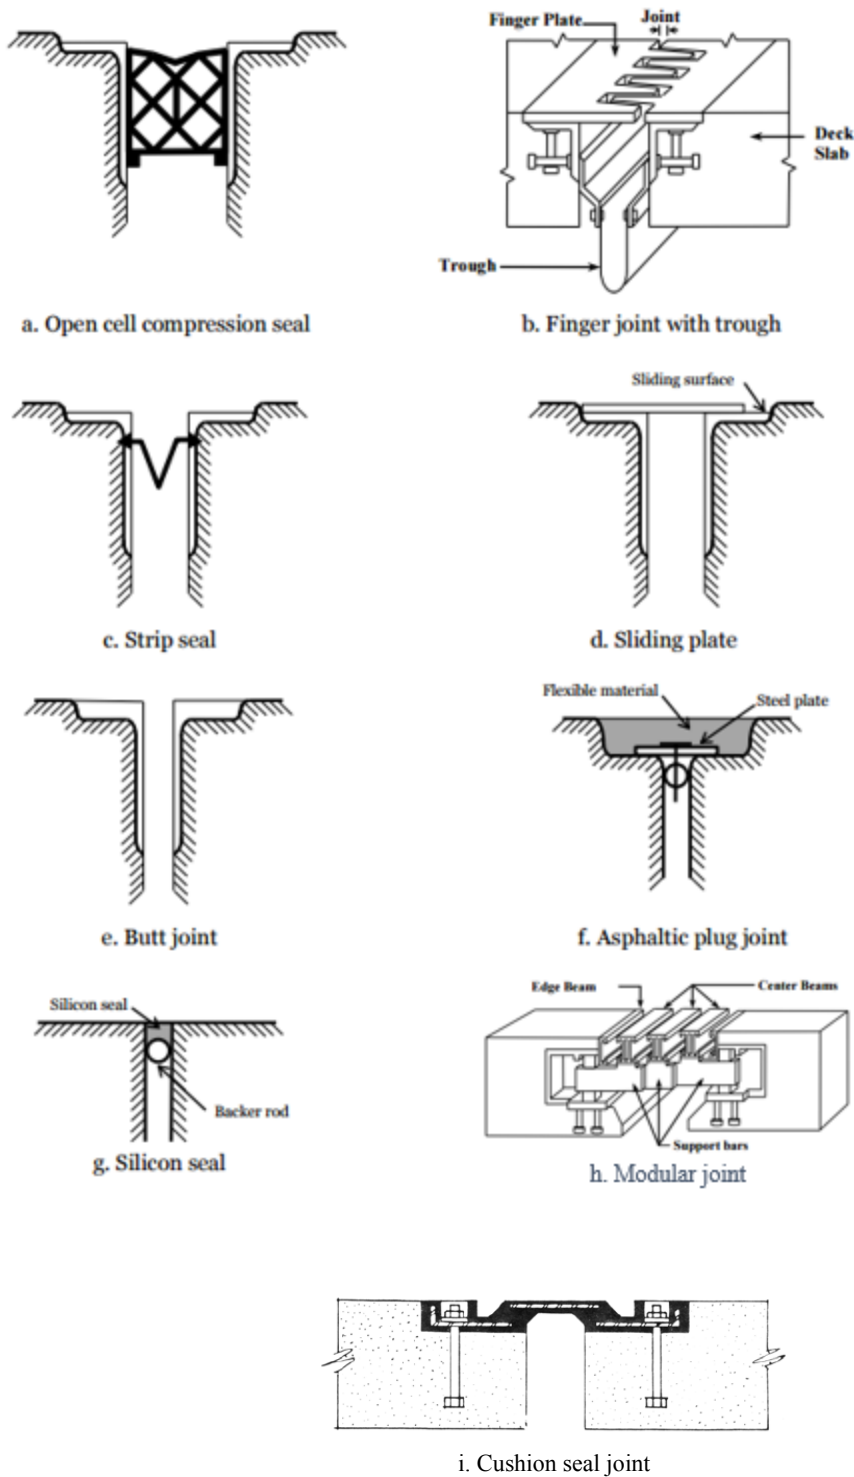 Finger Plate
Joint
Deck
Slab
Trough
a. Open cell compression seal
b. Finger joint with trough
Sliding surface
c. Strip seal
d. Sliding plate
Flexible material
Steel plate
e. Butt joint
f. Asphaltic plug joint
Silicon seal
Backer rod
g. Silicon seal
Edge Beam
Center Beams
Support bars
h. Modular joint
i. Cushion seal joint